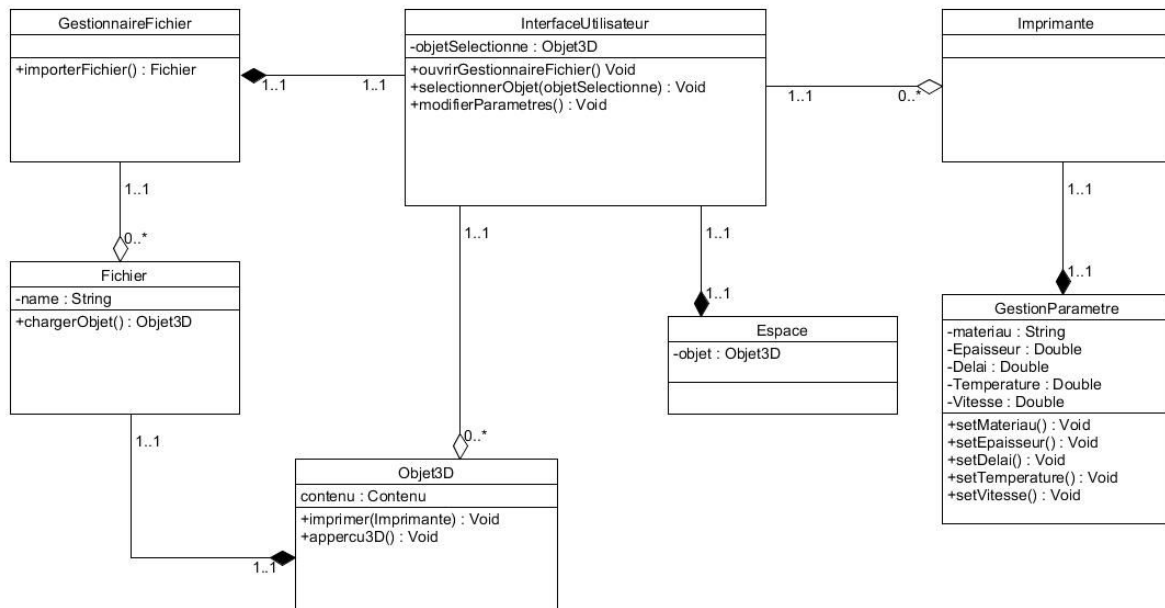 GestionnaireFichier
+importerFichier() : Fichier
1..1
1..1
InterfaceUtilisateur
-objetSelectionne : Objet3D
+ouvrirGestionnaireFichier() Void
+selectionnerObjet(objetSelectionne) : Void
+modifierParametres() : Void
1..1
0..*
Imprimante
1..1
0..*
Fichier
-name : String
+chargerObjet() : Objet3D
1..1
1..1
1..1
1..1
Espace
-objet : Objet3D
1..1
1..1
GestionParametre
-materiau : String
-Epaisseur : Double
-Delai : Double
-Temperature : Double
-Vitesse : Double
+setMateriau() : Void
+setEpaisseur() : Void
+setDelai() : Void
+setTemperature() : Void
+setVitesse() : Void
0..*
Objet3D
contenu : Contenu
+imprimer(Imprimante) : Void
+appercu3D() : Void
1..1